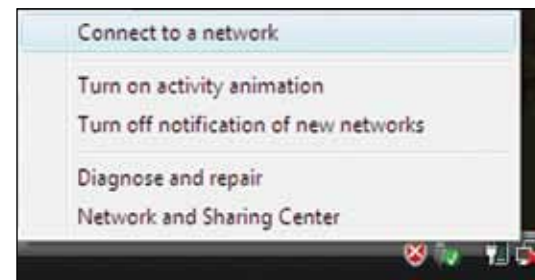 Connect to a network
Turn on activity animation
Turn off notification of new networks
Diagnose and repair
Network and Sharing Center